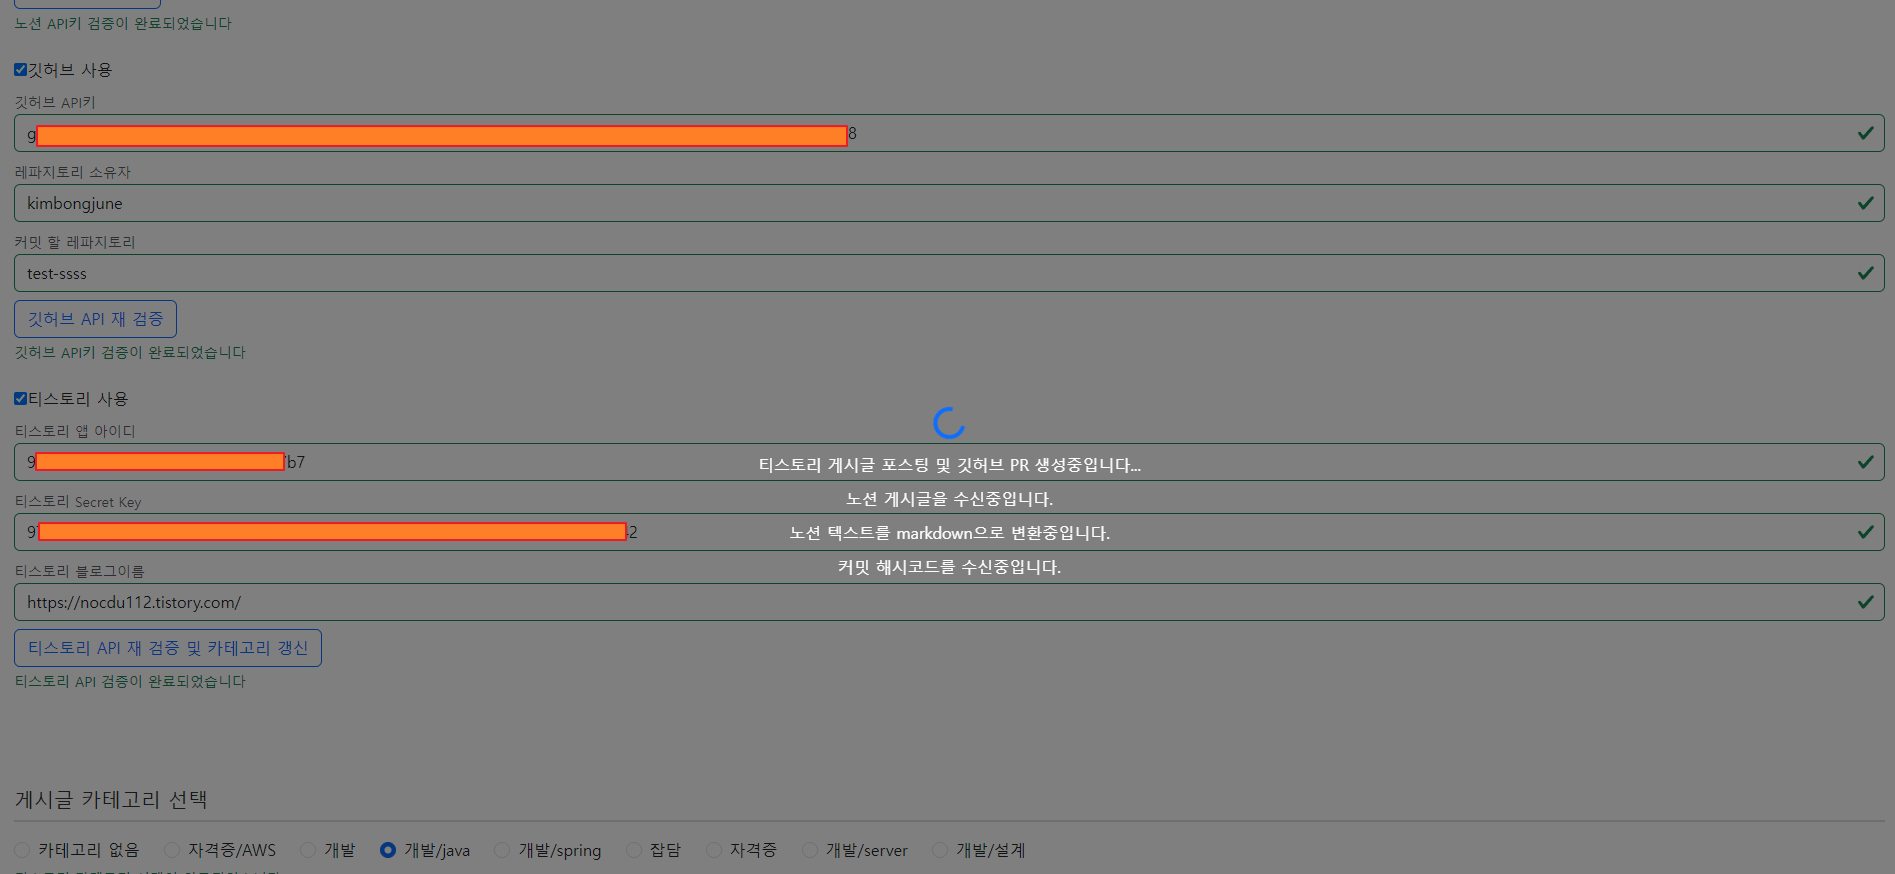 노션 API키 검증이 완료되었습니다
깃허브 사용
깃허브 API키
g 8
레파지토리 소유자
kimbongjune
커밋 할 레파지토리
test-ssss
깃허브 API 재 검증
깃허브 API키 검증이 완료되었습니다
티스토리 사용
티스토리 앱 아이디
9 b7
티스토리 Secret Key
9 2
티스토리 블로그이름
https://nocdu112.tistory.com/
티스토리 API 재 검증 및 카테고리 갱신
티스토리 API 검증이 완료되었습니다
티스토리 게시글 포스팅 및 깃허브 PR 생성중입니다...
노션 게시글을 수신중입니다.
노션 텍스트를 markdown으로 변환중입니다.
커밋 해시코드를 수신중입니다.
게시글 카테고리 선택
카테고리 없음 자격증/AWS 개발 개발/java 개발/spring 잡담 자격증 개발/server 개발/설계